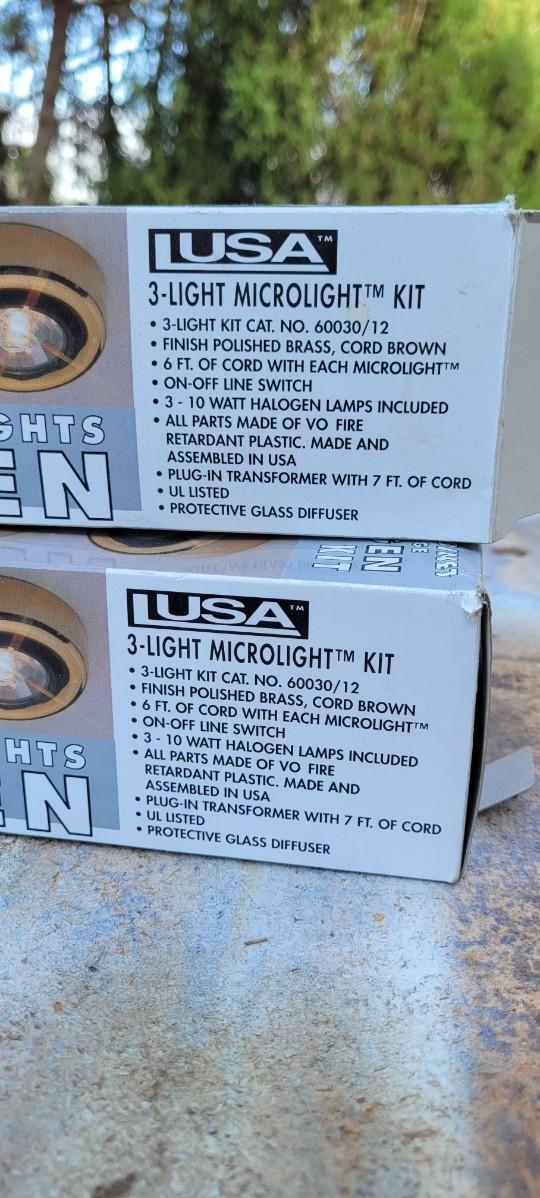 LUSA™
3-LIGHT MICROLIGHT™ KIT
• 3-LIGHT KIT CAT. NO. 60030/12
• FINISH POLISHED BRASS, CORD BROWN
• 6 FT. OF CORD WITH EACH MICROLIGHT™
• ON-OFF LINE SWITCH
• 3 - 10 WATT HALOGEN LAMPS INCLUDED
• ALL PARTS MADE OF VO FIRE
RETARDANT PLASTIC. MADE AND
ASSEMBLED IN USA
• PLUG-IN TRANSFORMER WITH 7 FT. OF CORD
• UL LISTED
• PROTECTIVE GLASS DIFFUSER
GHTS
EN
EN
KIT
LUSA™
3-LIGHT MICROLIGHT™ KIT
• 3-LIGHT KIT CAT. NO. 60030/12
• FINISH POLISHED BRASS, CORD BROWN
• 6 FT. OF CORD WITH EACH MICROLIGHT™
• ON-OFF LINE SWITCH
• 3 - 10 WATT HALOGEN LAMPS INCLUDED
• ALL PARTS MADE OF VO FIRE
RETARDANT PLASTIC. MADE AND
ASSEMBLED IN USA
• PLUG-IN TRANSFORMER WITH 7 FT. OF CORD
• UL LISTED
• PROTECTIVE GLASS DIFFUSER
HTS
EN